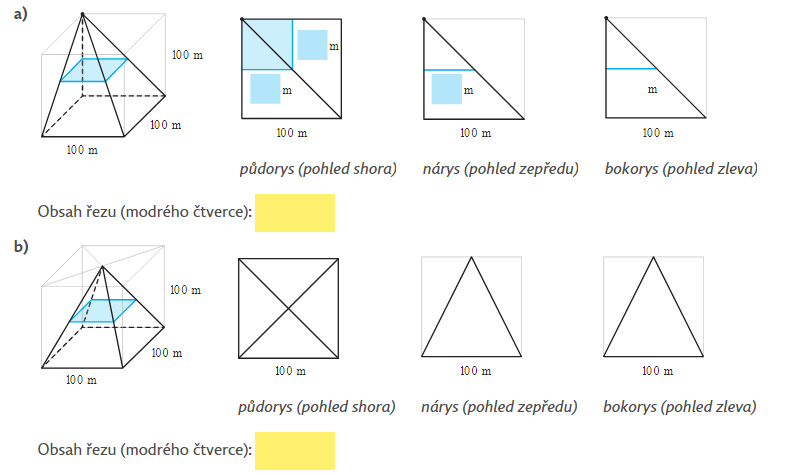 a)
100 m
100 m
100 m
m
m
100 m
m
100 m
m
100 m
půdorys (pohled shora)
nárys (pohled zepředu)
bokorys (pohled zleva)
Obsah řezu (modrého čtverce):
b)
100 m
100 m
100 m
100 m
100 m
100 m
půdorys (pohled shora)
nárys (pohled zepředu)
bokorys (pohled zleva)
Obsah řezu (modrého čtverce):